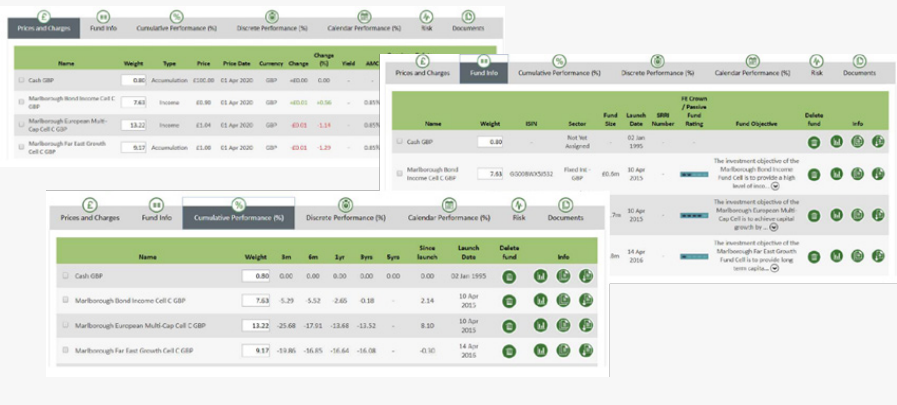 Prices and Charges Fund Info Cumulative Performance (%) Discrete Performance (%) Calendar Performance (%) Risk Documents
Name Weight Type Price Price Date Currency Change Change (%) Yield
Cash GBP 0.80 Accumulation £100.00 01 Apr 2020 GBP +£0.00 0.00 - -
Marlborough Bond Income Cell C GBP 7.63 Income 01 Apr 2020 GBP +£0.01 -
Marlborough European Multi-Cap Cell C GBP 13.22 Income £1.04 01 Apr 2020 GBP -£0.01 -1.14 -
Marlborough Far East Growth Cell C GBP 9.17 Income 01 Apr 2020 GBP -£0.01 -1.29 -
Prices and Charges Fund Info Cumulative Performance (%) Discrete Performance (%) Calendar Performance (%) Risk Documents
Name Weight ISIN Sector Fund Size Launch Date SRRI Number FE Crown / Passive Fund Rating Fund Objective Delete fund Info
Cash GBP 0.80 - Not Yet Assigned - 02 Jan 1995 - -
Marlborough Bond Income Cell C GBP 7.63 Fixed Int - GBP 10 Apr 2015 - The investment objective of the Marlborough Bond Income Fund Cell is to provide a high level of inco...
10 Apr 2015 - The investment objective of the Marlborough European Multi Cap Cell is to achieve capital growth by ...
14 Apr 2016 - The investment objective of the Marlborough Far East Growth Fund Cell is to provide long term capita...
Prices and Charges Fund Info Cumulative Performance (%) Discrete Performance (%) Calendar Performance (%) Risk Documents
Name Weight 3m 6m 1yr 3yrs 5yrs Since launch Launch Date Delete fund Info
Cash GBP 0.80 0.00 0.00 0.00 0.00 0.00 0.00 02 Jan 1995
Marlborough Bond Income Cell C GBP 7.63 -5.29 -5.52 -2.65 -0.18 - 2.14 10 Apr 2015
Marlborough European Multi-Cap Cell C GBP 13.22 -25.68 -17.91 -13.68 -13.52 - 10 Apr 2015
Marlborough Far East Growth Cell C GBP 9.17 -16.85 -16.64 -16.08 - 14 Apr 2016